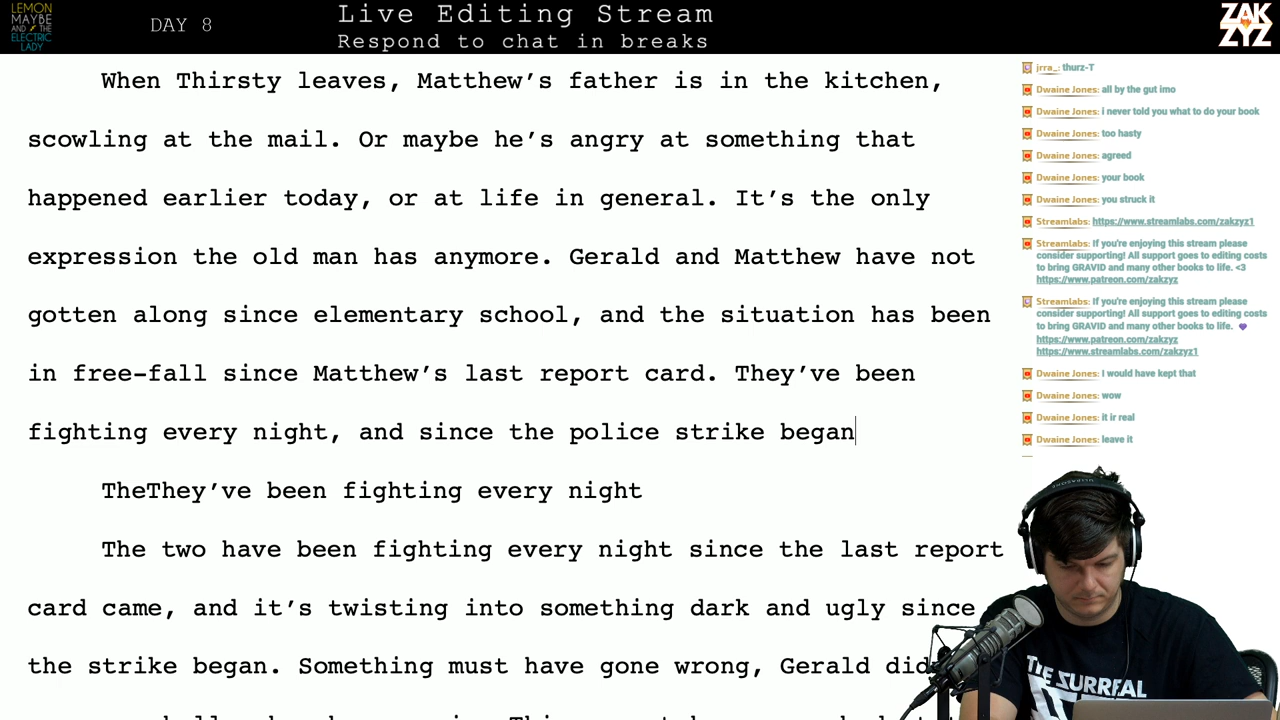 LEMON
MAYBE
AND THE
ELECTRIC
LADY
DAY 8
Live Editing Stream
Respond to chat in breaks
ZAK
ZYZ
When Thirsty leaves, Matthew’s father is in the kitchen,
scowling at the mail. Or maybe he’s angry at something that
happened earlier today, or at life in general. It’s the only
expression the old man has anymore. Gerald and Matthew have not
gotten along since elementary school, and the situation has been
in free-fall since Matthew’s last report card. They’ve been
fighting every night, and since the police strike began
TheThey’ve been fighting every night
The two have been fighting every night since the last report
card came, and it’s twisting into something dark and ugly since
the strike began. Something must have gone wrong, Gerald
jrra_: thurz-T
Dwaine Jones: all by the gut imo
Dwaine Jones: i never told you what to do your book
Dwaine Jones: too hasty
Dwaine Jones: agreed
Dwaine Jones: your book
Dwaine Jones: you struck it
Streamlabs: https://www.streamlabs.com/zakzyz1
Streamlabs: If you're enjoying this stream please
consider supporting! All support goes to editing costs
to bring GRAVID and many other books to life. <3
https://www.patreon.com/zakzyz
Streamlabs: If you're enjoying this stream please
consider supporting! All support goes to editing costs
to bring GRAVID and many other books to life. 💜
https://www.patreon.com/zakzyz
https://www.streamlabs.com/zakzyz1
Dwaine Jones: I would have kept that
Dwaine Jones: wow
Dwaine Jones: it ir real
Dwaine Jones: leave it
THE SURREAL